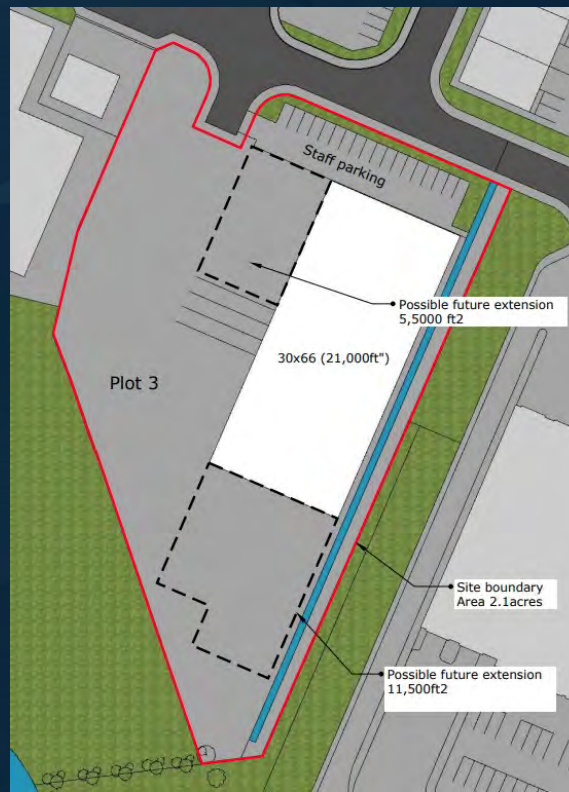 Staff parking
Possible future extension
5,5000 ft2
30x66 (21,000ft")
Plot 3
Site boundary
Area 2.1acres
Possible future extension
11,500ft2